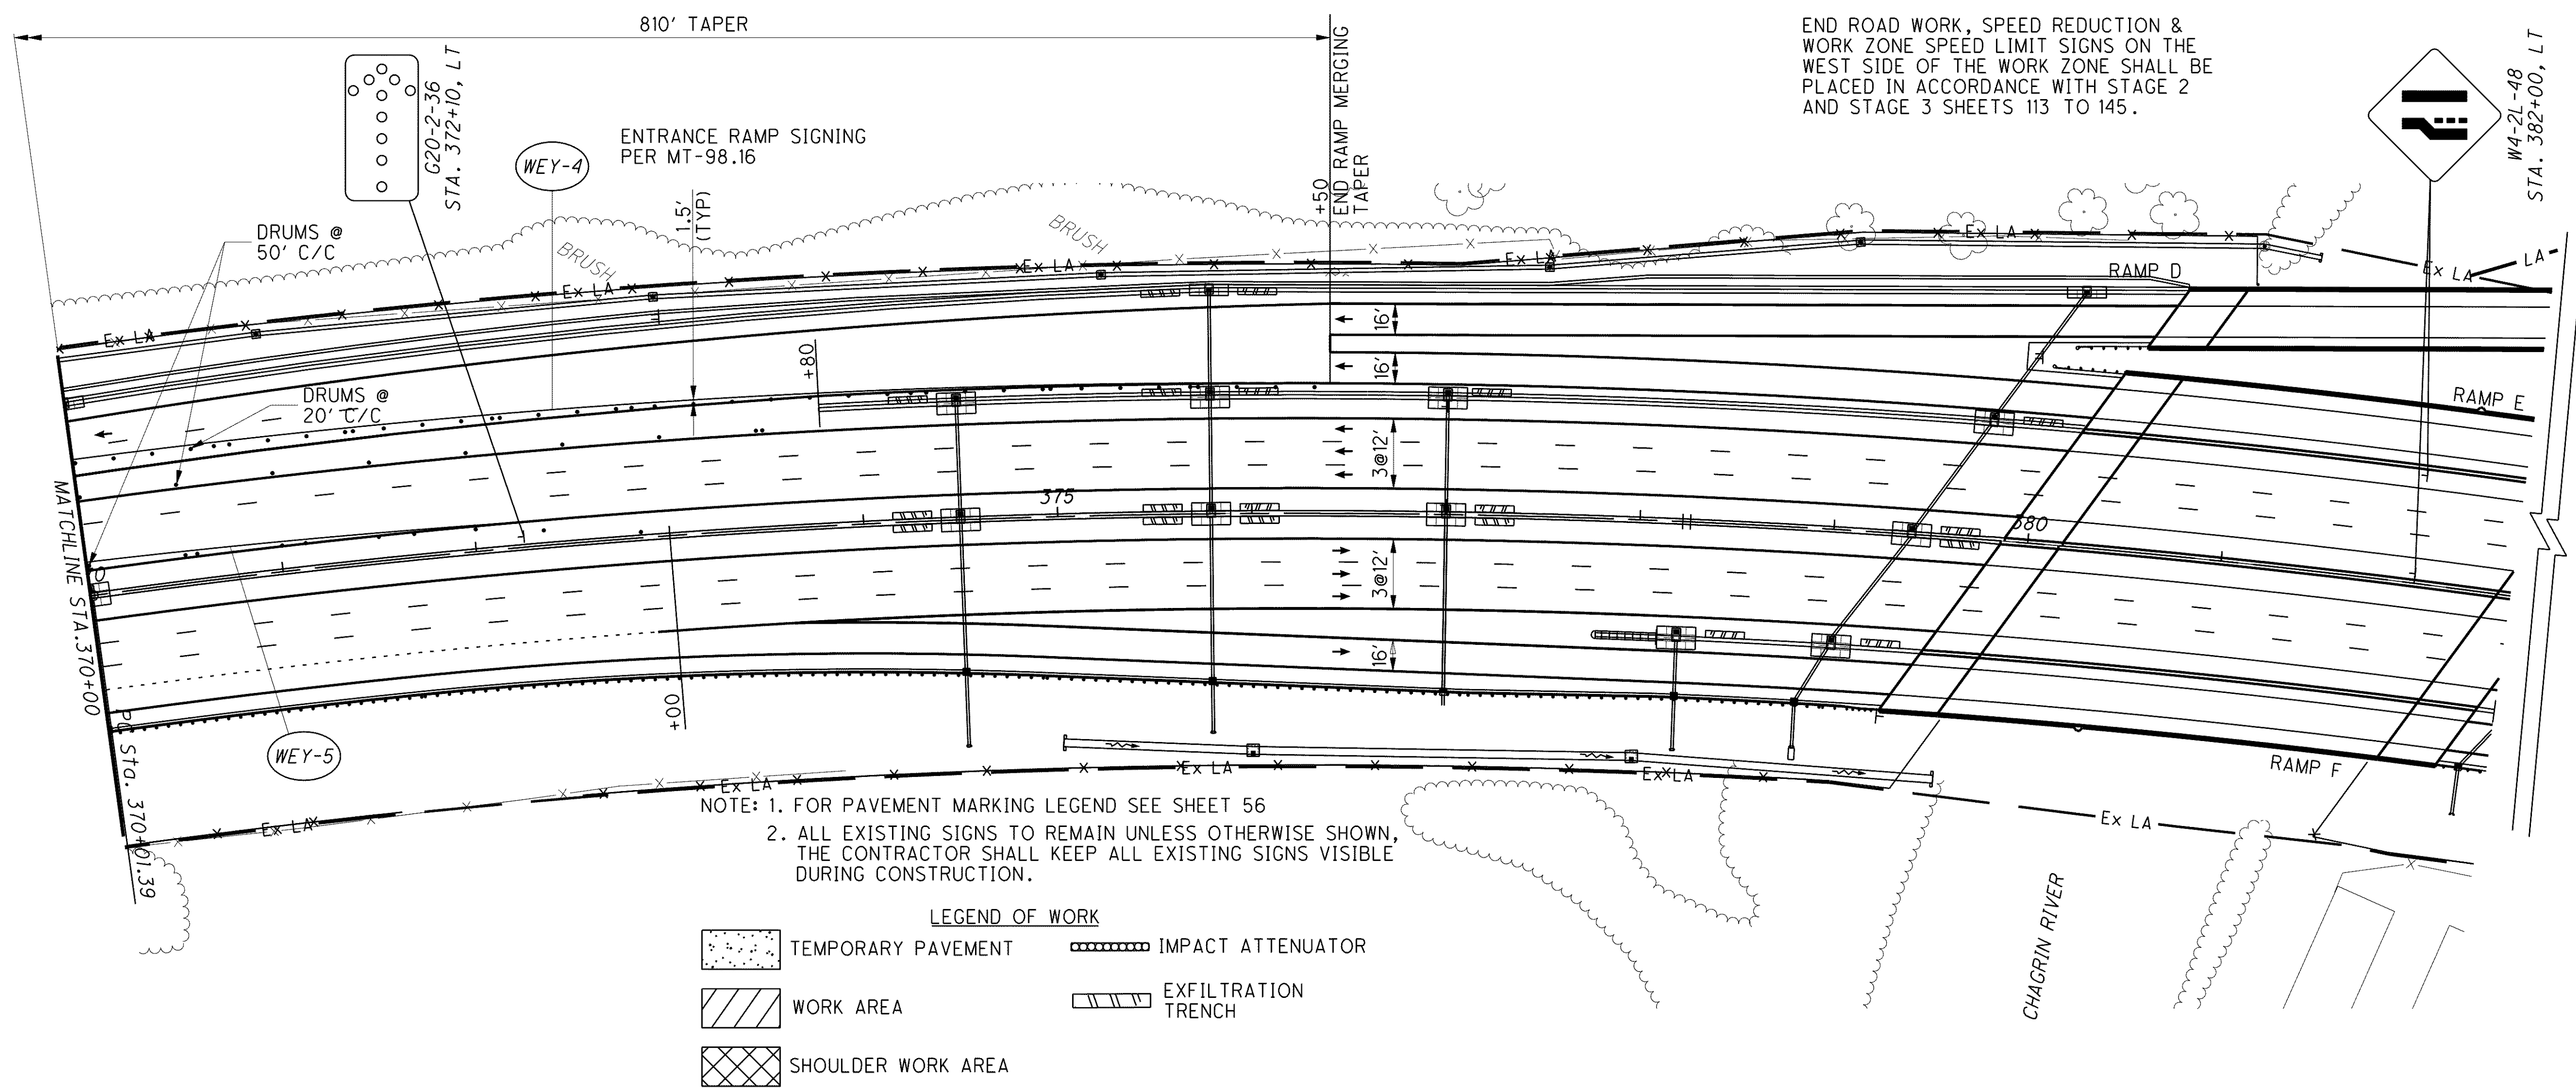 810' TAPER
G20-2-36
STA. 372+10, LT
WEY-4
ENTRANCE RAMP SIGNING
PER MT-98.16
END RAMP MERGING
TAPER
+50
END ROAD WORK, SPEED REDUCTION &
WORK ZONE SPEED LIMIT SIGNS ON THE
WEST SIDE OF THE WORK ZONE SHALL BE
PLACED IN ACCORDANCE WITH STAGE 2
AND STAGE 3 SHEETS 113 TO 145.
W4-2L-48
STA. 382+00, LT
DRUMS @
50' C/C
1.5'
(TYP)
BRUSH
BRUSH
Ex LA
Ex LA
Ex LA
Ex LA
Ex LA
Ex LA
LA
RAMP D
16'
16'
+80
DRUMS @
20' C/C
RAMP E
3@12'
375
380
0
3@12'
MATCHLINE STA.370+00
16'
+00
WEY-5
PC Sta. 370+01.39
RAMP F
Ex LA
Ex LA
Ex LA
Ex LA
Ex LA
NOTE: 1. FOR PAVEMENT MARKING LEGEND SEE SHEET 56
2. ALL EXISTING SIGNS TO REMAIN UNLESS OTHERWISE SHOWN,
THE CONTRACTOR SHALL KEEP ALL EXISTING SIGNS VISIBLE
DURING CONSTRUCTION.
CHAGRIN RIVER
LEGEND OF WORK
TEMPORARY PAVEMENT
IMPACT ATTENUATOR
WORK AREA
EXFILTRATION
TRENCH
SHOULDER WORK AREA